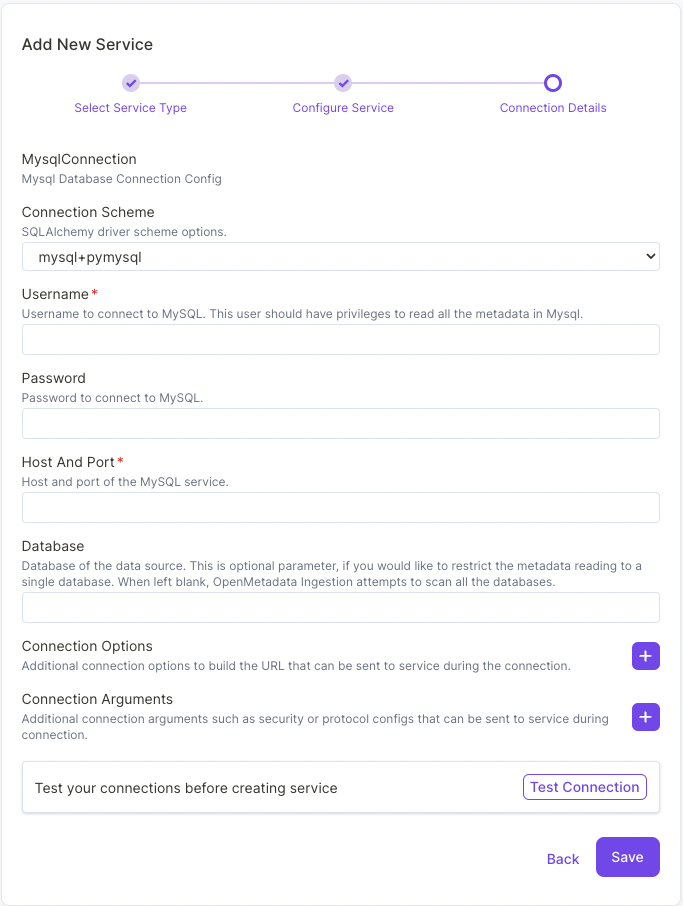 Add New Service
Select Service Type
Configure Service
Connection Details
MysqlConnection
Mysql Database Connection Config
Connection Scheme
SQLAlchemy driver scheme options.
mysql+pymysql
Username*
Username to connect to MySQL. This user should have privileges to read all the metadata in Mysql.
Password
Password to connect to MySQL.
Host And Port*
Host and port of the MySQL service.
Database
Database of the data source. This is optional parameter, if you would like to restrict the metadata reading to a
single database. When left blank, OpenMetadata Ingestion attempts to scan all the databases.
Connection Options
Additional connection options to build the URL that can be sent to service during the connection.
Connection Arguments
Additional connection arguments such as security or protocol configs that can be sent to service during
connection.
Test your connections before creating service
Test Connection
Back
Save